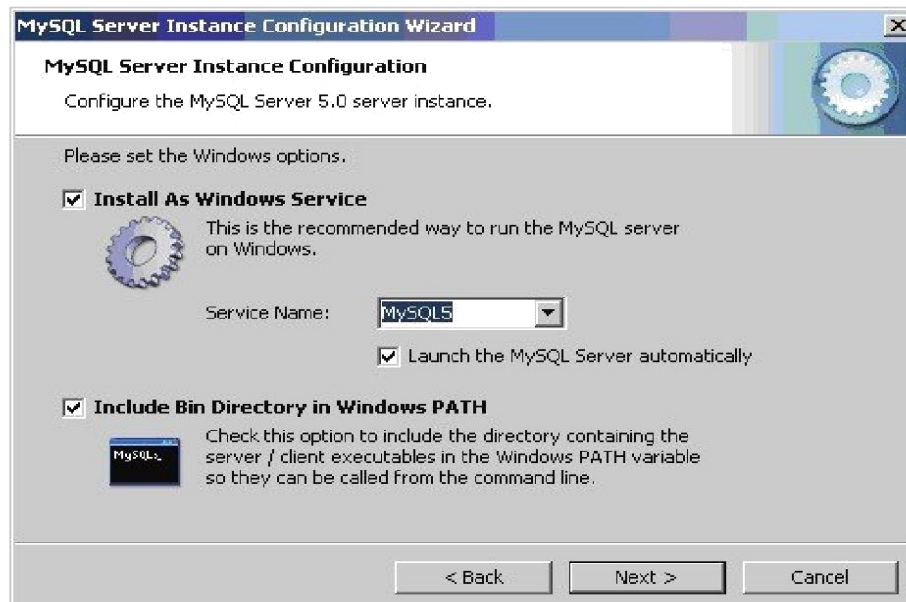 MySQL Server Instance Configuration Wizard
MySQL Server Instance Configuration
Configure the MySQL Server 5.0 server instance.
Please set the Windows options.
Install As Windows Service
This is the recommended way to run the MySQL server
on Windows.
Service Name:
MySQL5
Launch the MySQL Server automatically
Include Bin Directory in Windows PATH
MySQL>_
Check this option to include the directory containing the
server / client executables in the Windows PATH variable
so they can be called from the command line.
< Back
Next >
Cancel